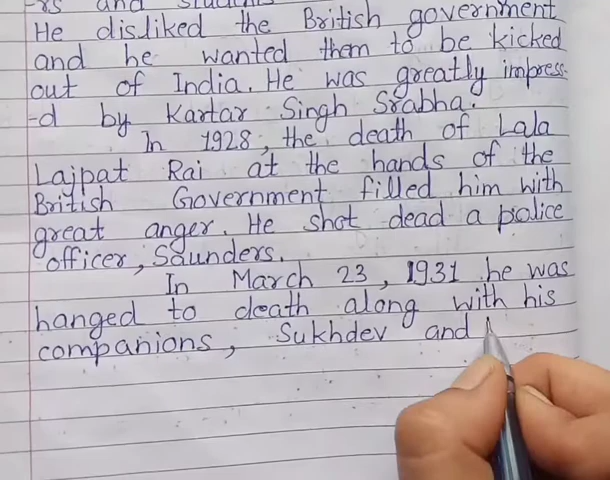 -rs and students
He disliked the British government
and he wanted them to be kicked
out of India. He was greatly impress-
-d by Kartar Singh Srabha.
In 1928, the death of Lala
Lajpat Rai at the hands of the
British Government filled him with
great anger. He shot dead a police
officer, Saunders.
In March 23, 1931 he was
hanged to death along with his
companions, Sukhdev and